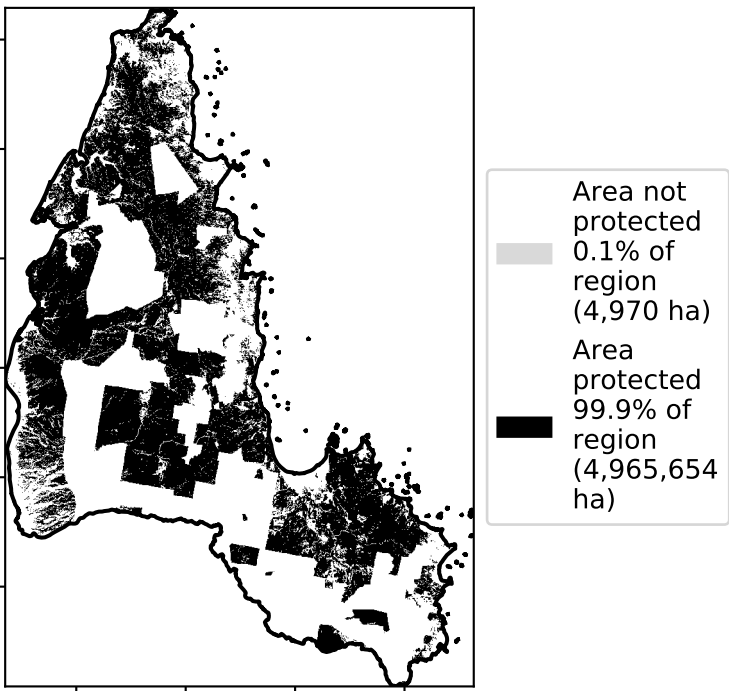 Area not
protected
0.1% of
region
(4,970 ha)
Area
protected
99.9% of
region
(4,965,654
ha)